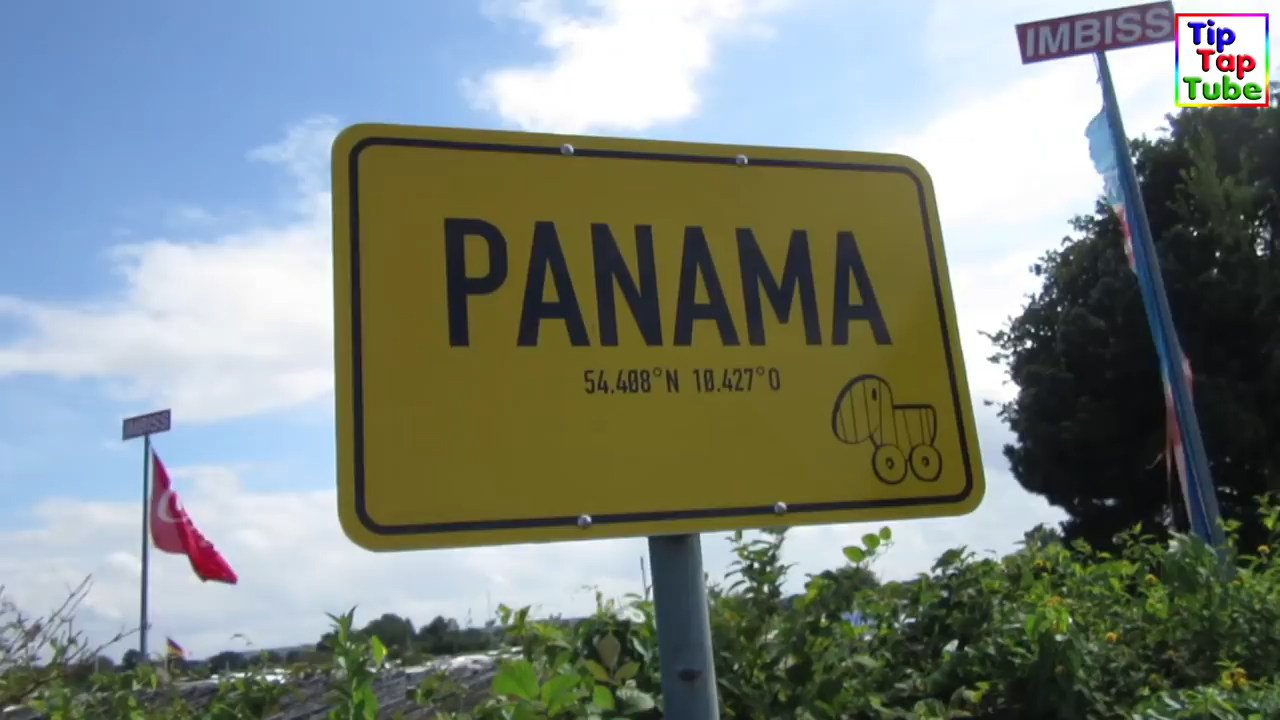 IMBISS
Tip
Tap
Tube
PANAMA
54.408°N 10.427°O
IMBISS